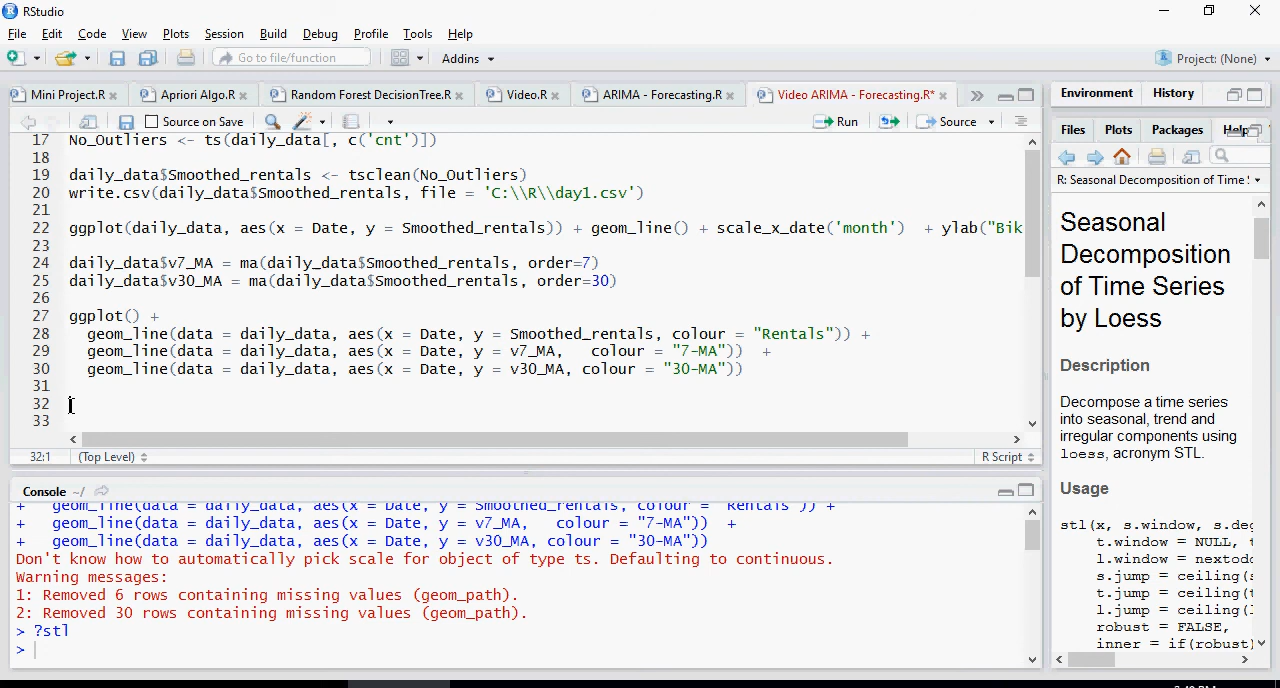 RStudio
File Edit Code View Plots Session Build Debug Profile Tools Help
Go to file/function Addins Project: (None)
Mini Project.R Apriori Algo.R Random Forest DecisionTree.R Video.R ARIMA - Forecasting.R Video ARIMA - Forecasting.R*
Source on Save Run Source
17 No_Outliers <- ts(daily_data[, c('cnt')])
18
19 daily_data$Smoothed_rentals <- tsclean(No_Outliers)
20 write.csv(daily_data$Smoothed_rentals, file = 'C:\\R\\day1.csv')
21
22 ggplot(daily_data, aes(x = Date, y = Smoothed_rentals)) + geom_line() + scale_x_date('month') + ylab("Bik
23
24 daily_data$v7_MA = ma(daily_data$Smoothed_rentals, order=7)
25 daily_data$v30_MA = ma(daily_data$Smoothed_rentals, order=30)
26
27 ggplot() +
28 geom_line(data = daily_data, aes(x = Date, y = Smoothed_rentals, colour = "Rentals")) +
29 geom_line(data = daily_data, aes(x = Date, y = v7_MA, colour = "7-MA")) +
30 geom_line(data = daily_data, aes(x = Date, y = v30_MA, colour = "30-MA"))
31
32
33
32:1 (Top Level) R Script
Console ~/
+ geom_line(data = daily_data, aes(x = Date, y = Smoothed_rentals, colour = "Rentals")) +
+ geom_line(data = daily_data, aes(x = Date, y = v7_MA, colour = "7-MA")) +
+ geom_line(data = daily_data, aes(x = Date, y = v30_MA, colour = "30-MA"))
Don't know how to automatically pick scale for object of type ts. Defaulting to continuous.
Warning messages:
1: Removed 6 rows containing missing values (geom_path).
2: Removed 30 rows containing missing values (geom_path).
> ?stl
>
Environment History
Files Plots Packages Help
R: Seasonal Decomposition of Time
Seasonal
Decomposition
of Time Series
by Loess
Description
Decompose a time series
into seasonal, trend and
irregular components using
loess, acronym STL.
Usage
stl(x, s.window, s.deg
t.window = NULL,
l.window = nextodd
s.jump = ceiling(s
t.jump = ceiling(t
l.jump = ceiling(l
robust = FALSE,
inner = if(robust)